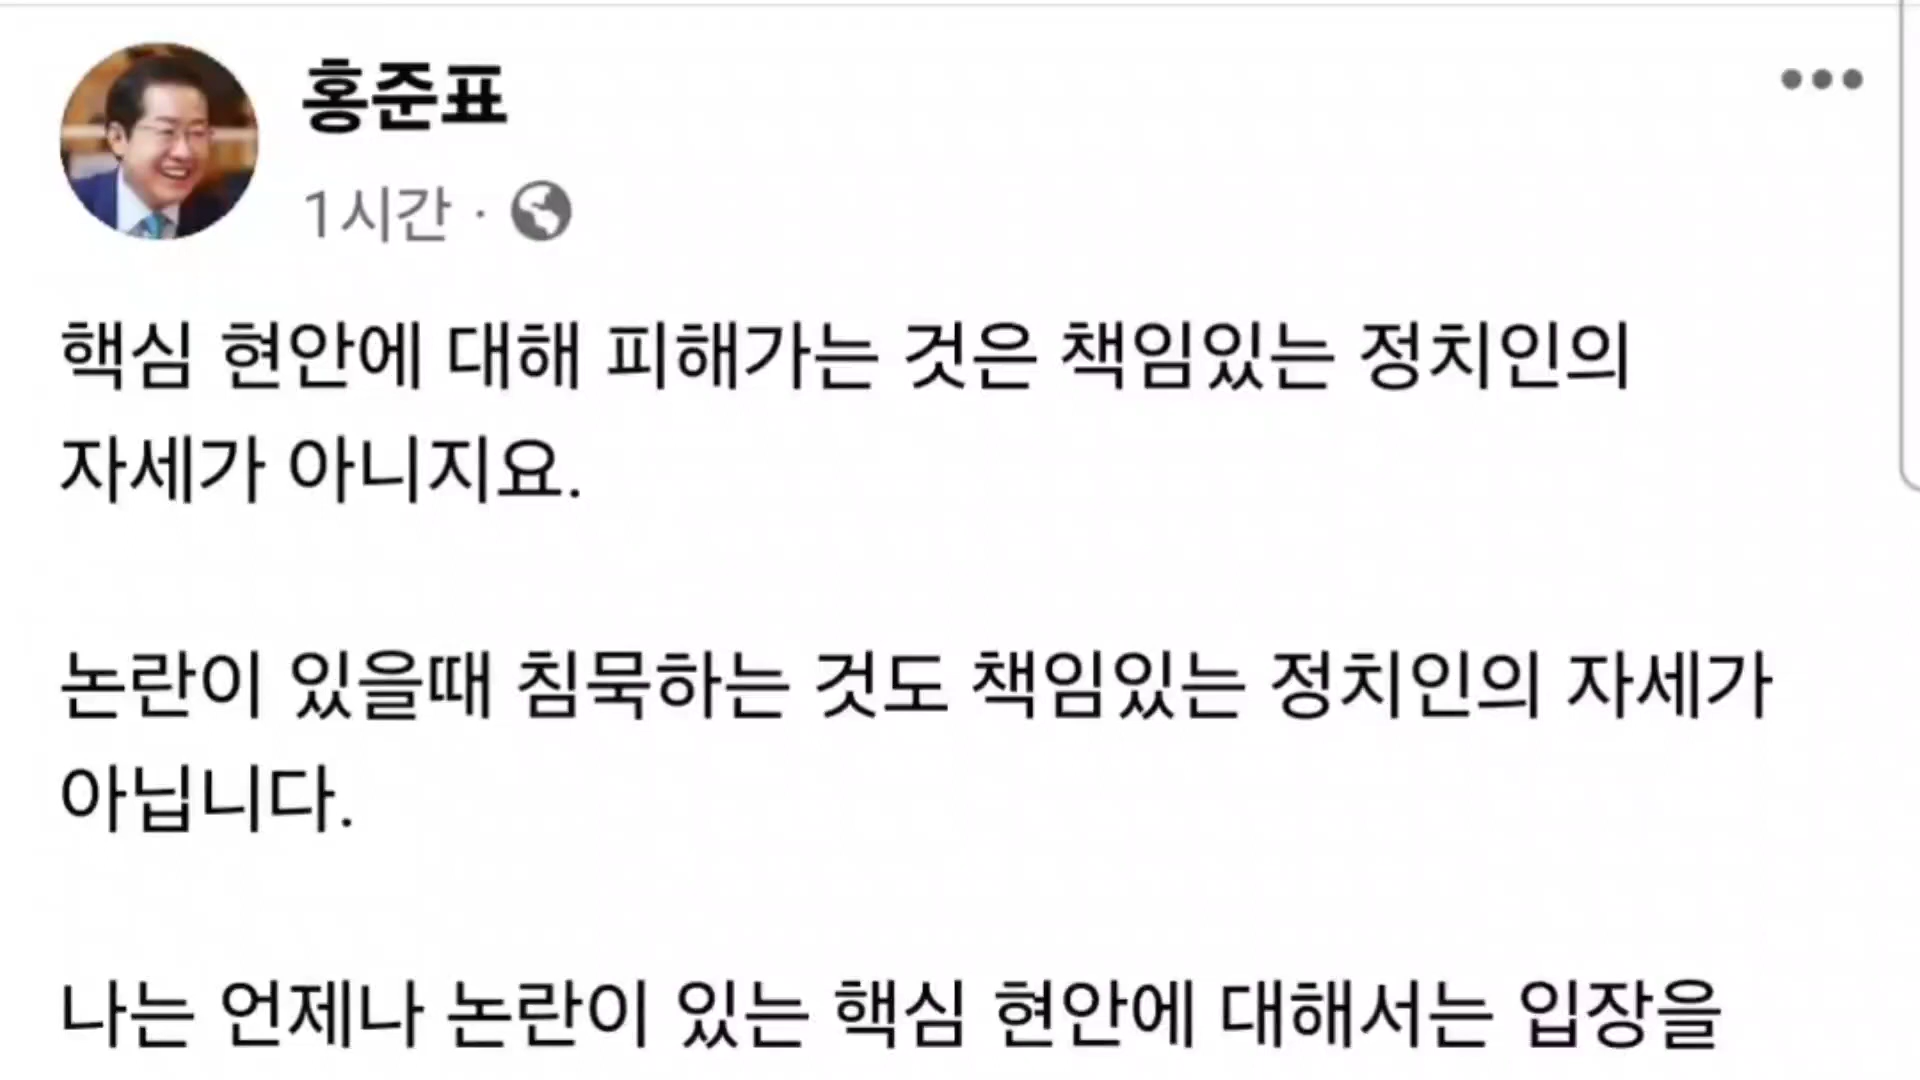 홍준표
1시간 ·
핵심 현안에 대해 피해가는 것은 책임있는 정치인의
자세가 아니지요.
논란이 있을때 침묵하는 것도 책임있는 정치인의 자세가
아닙니다.
나는 언제나 논란이 있는 핵심 현안에 대해서는 입장을